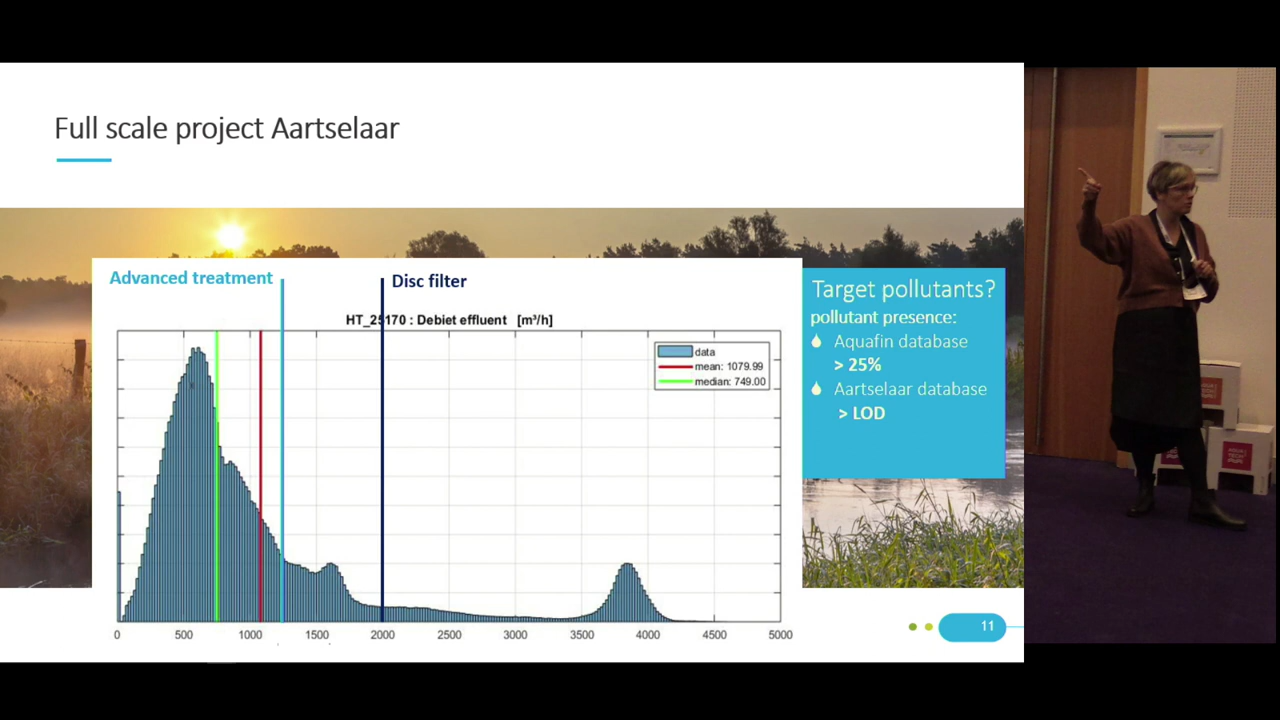 Full scale project Aartselaar
Advanced treatment
Disc filter
HT_25170 : Debiet effluent [m³/h]
data
mean: 1079.99
median: 749.00
0
500
1000
1500
2000
2500
3000
3500
4000
4500
5000
Target pollutants?
pollutant presence:
Aquafin database
> 25%
Aartselaar database
> LOD
11
AQUA
TECH